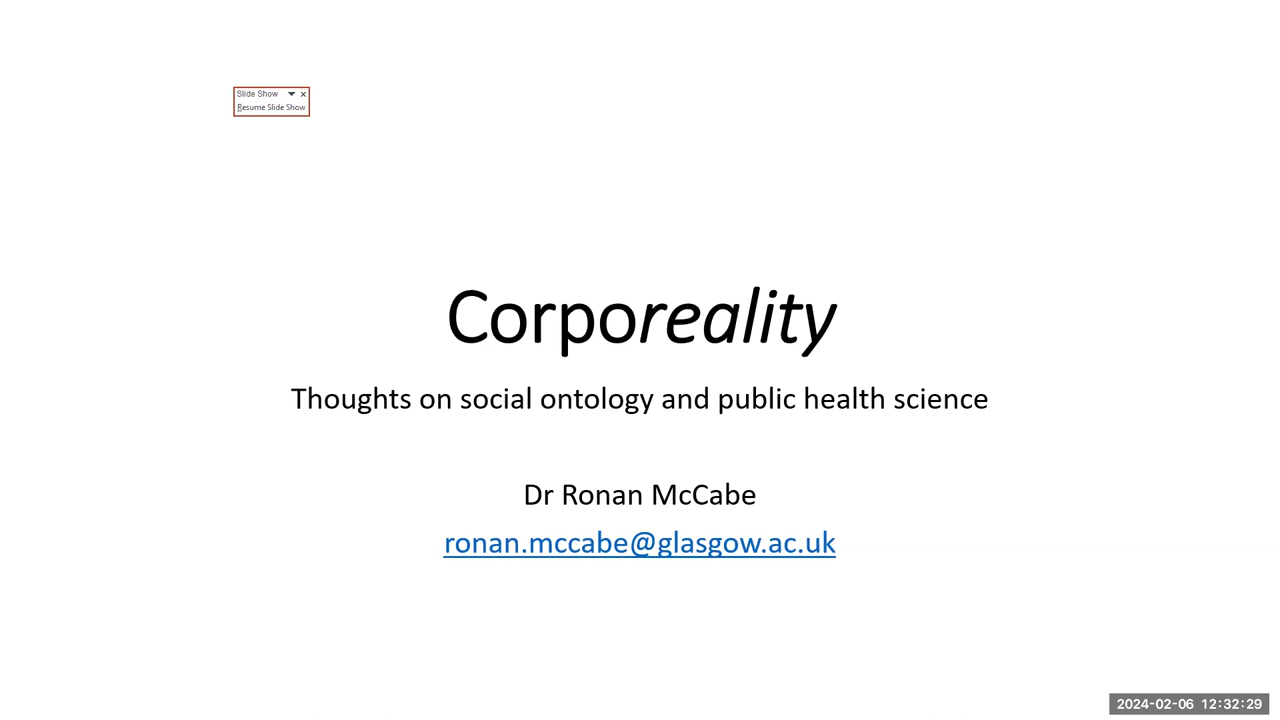 Slide Show
Resume Slide Show
Corporeality
Thoughts on social ontology and public health science
Dr Ronan McCabe
ronan.mccabe@glasgow.ac.uk
2024-02-06 12:32:29